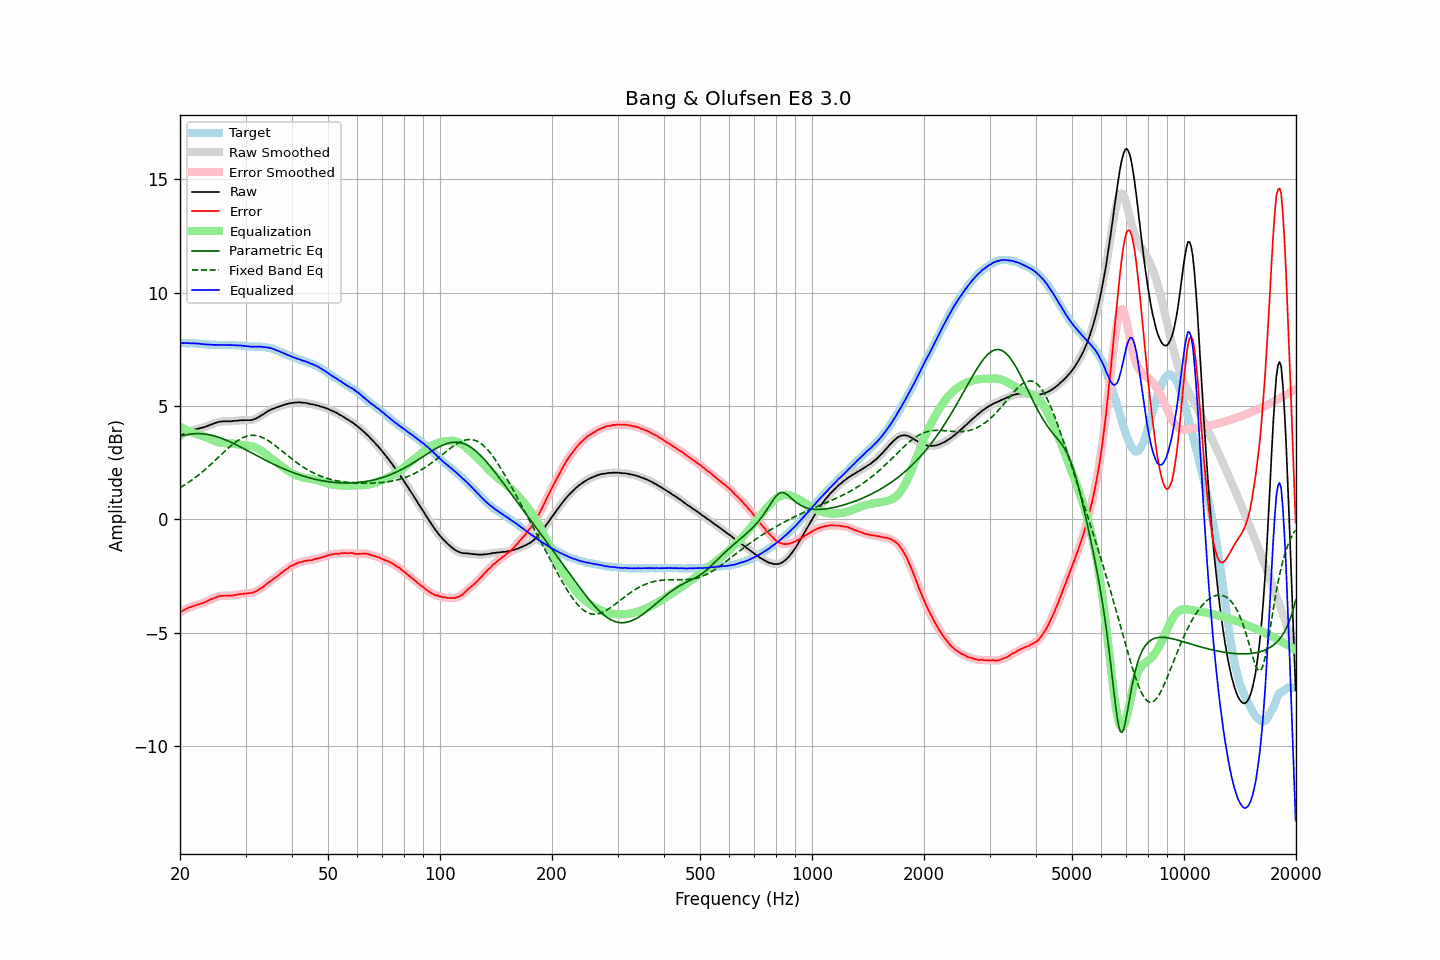 Bang & Olufsen E8 3.0
Target
Raw Smoothed
Error Smoothed
Raw
Error
Equalization
Parametric Eq
Fixed Band Eq
Equalized
Amplitude (dBr)
15
10
5
0
−5
−10
20 50 100 200 500 1000 2000 5000 10000 20000
Frequency (Hz)